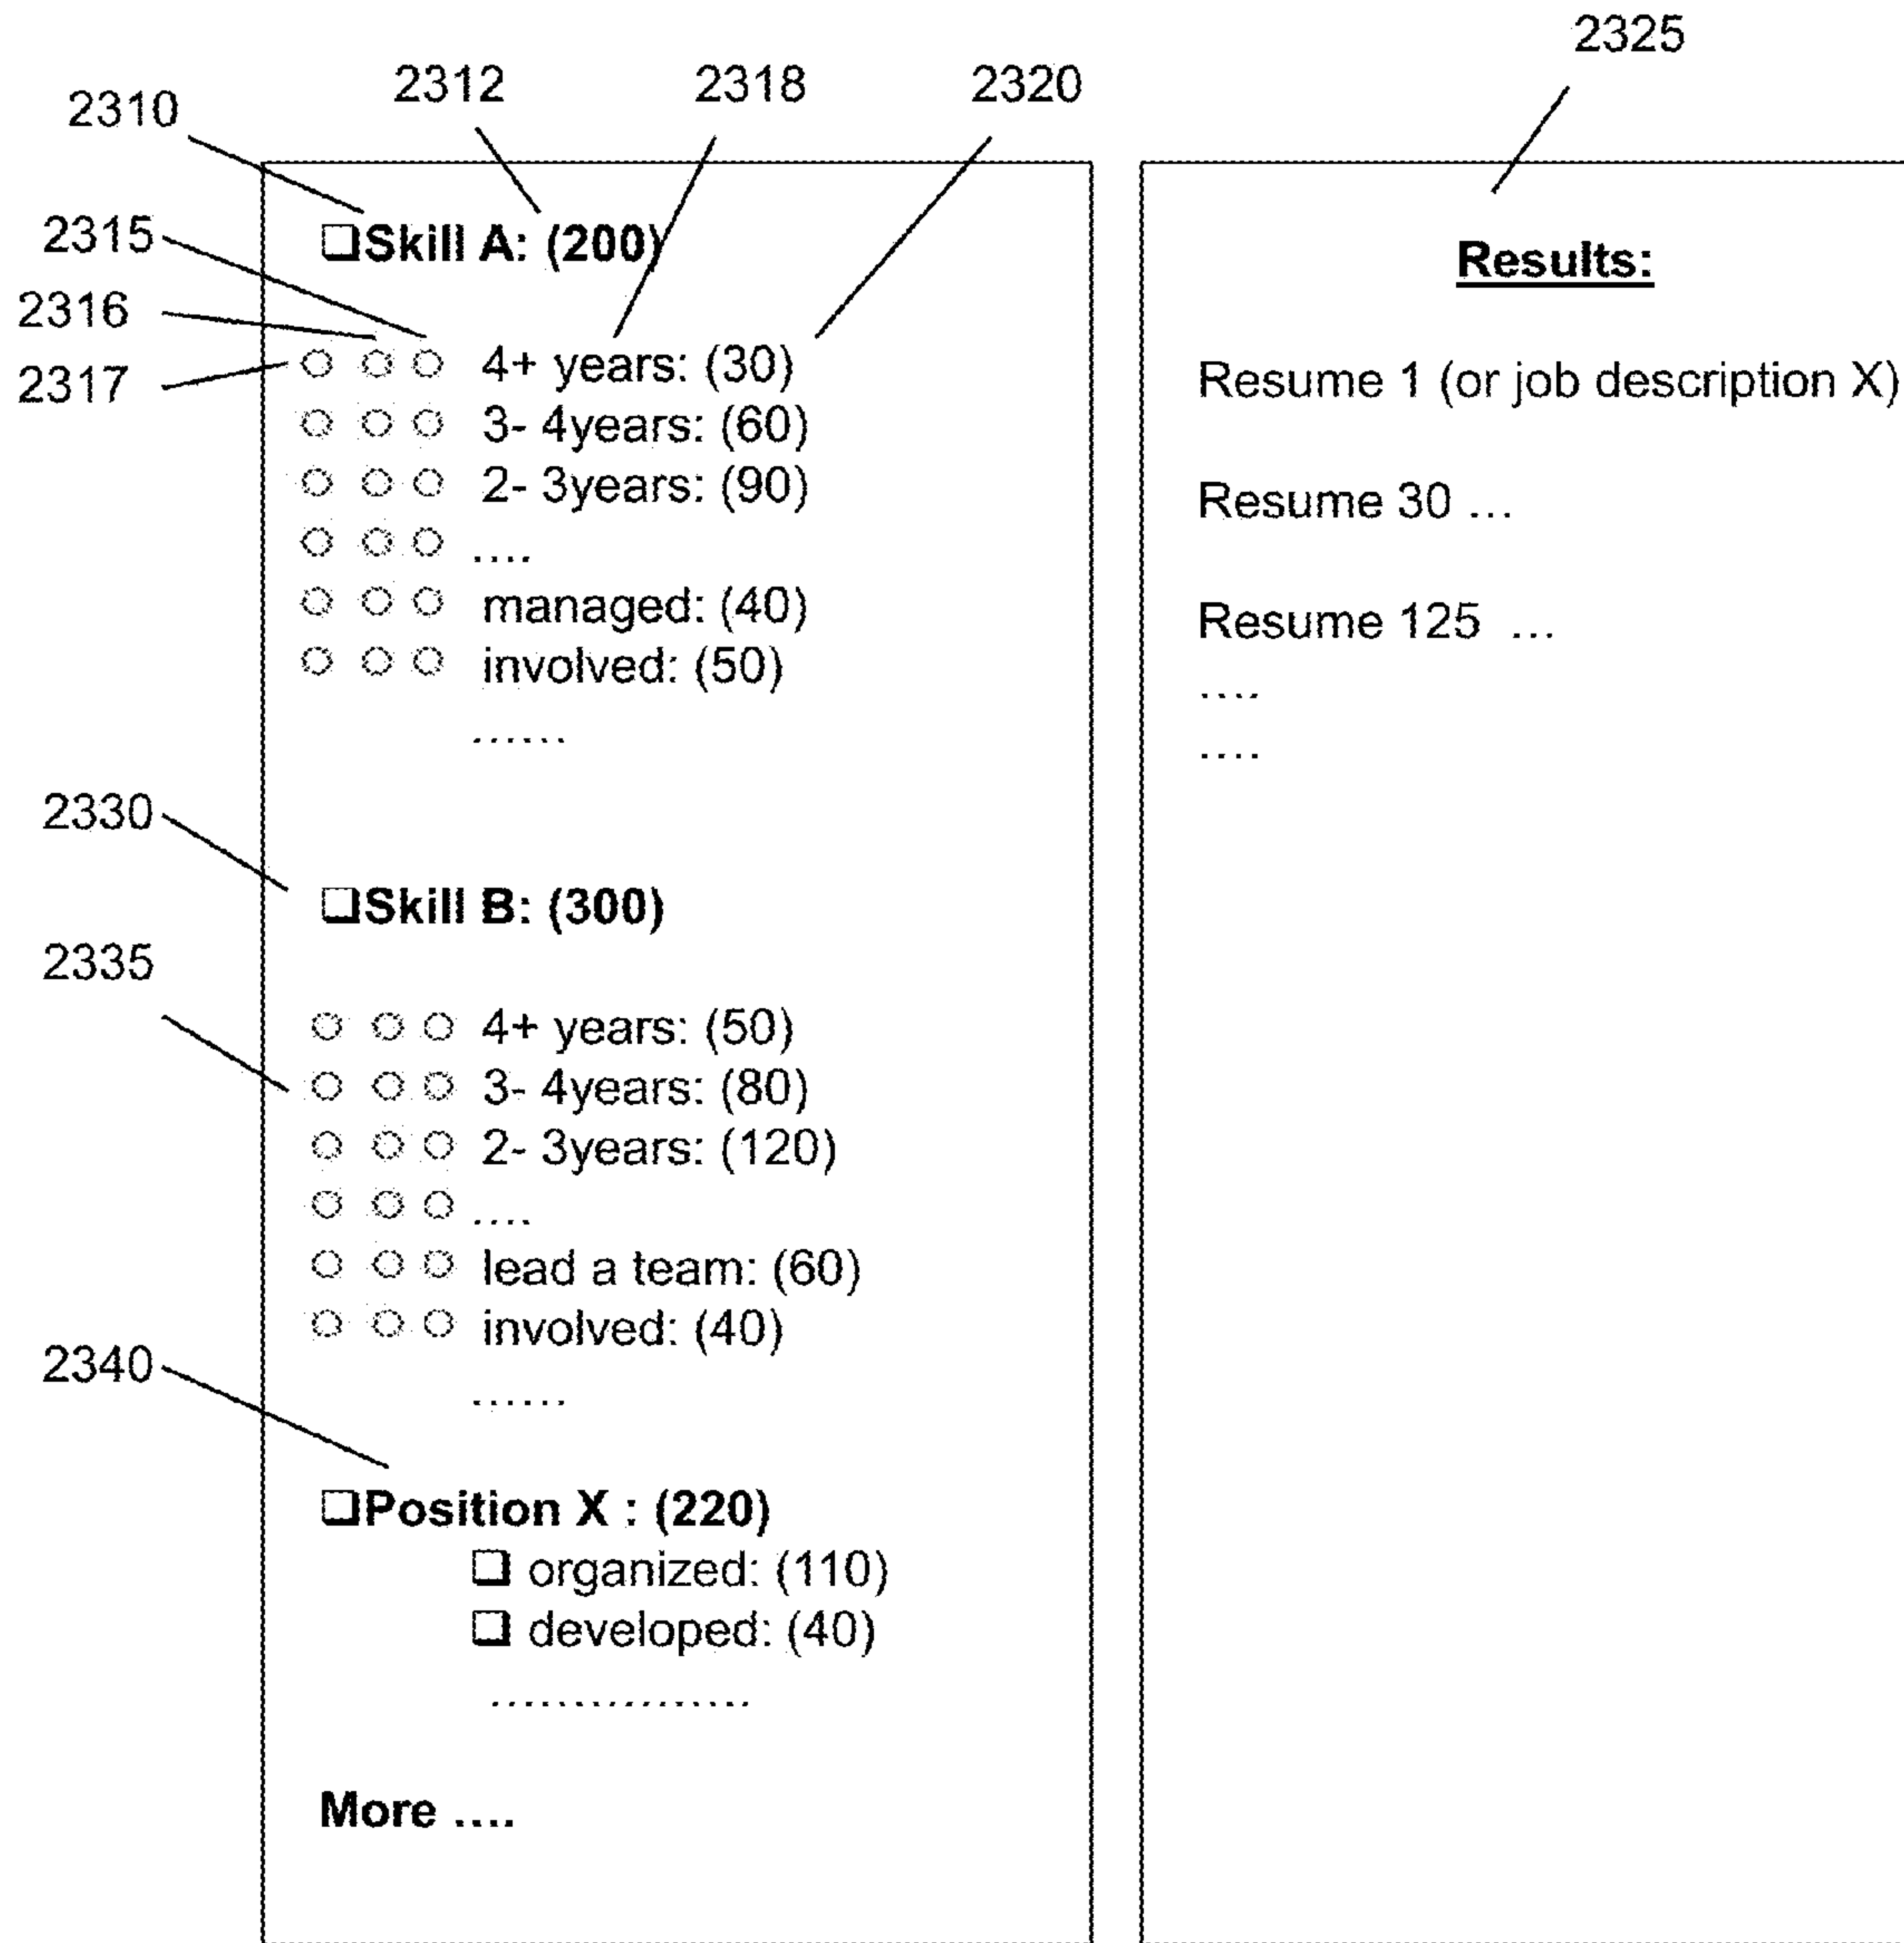 2325
2312 2318 2320
2310
❑Skill A: (200)
2315
Results:
2316
4+ years: (30)
2317
Resume 1 (or job description X)
3- 4years: (60)
2- 3years: (90)
Resume 30 ...
....
managed: (40)
Resume 125 ...
involved: (50)
....
......
....
2330
❑Skill B: (300)
2335
4+ years: (50)
3- 4years: (80)
2- 3years: (120)
....
lead a team: (60)
involved: (40)
2340
......
❑Position X : (220)
❑ organized: (110)
❑ developed: (40)
................
More ....